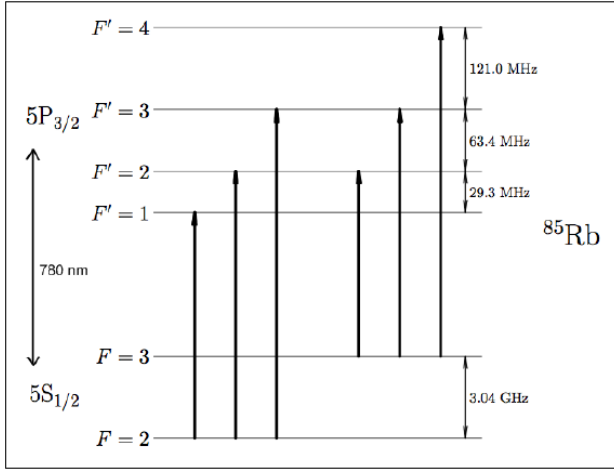 F′ = 4
121.0 MHz
5P3/2
F′ = 3
63.4 MHz
F′ = 2
29.3 MHz
F′ = 1
85Rb
780 nm
F = 3
5S1/2
3.04 GHz
F = 2